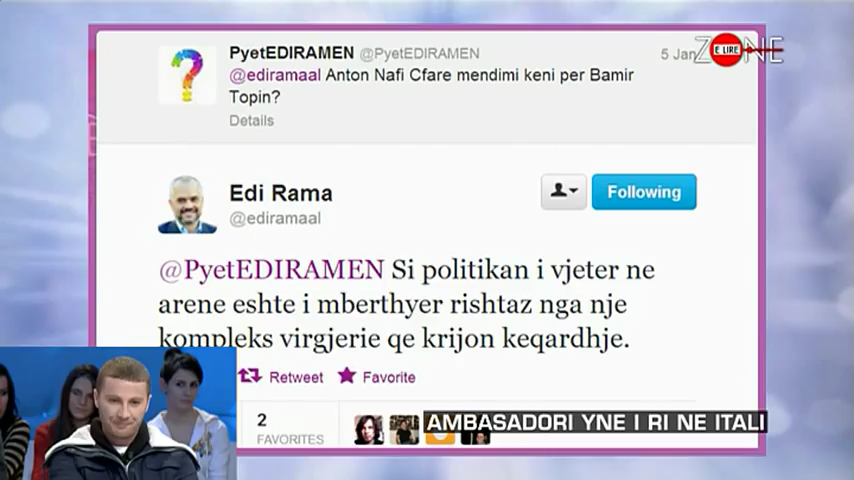 PyetEDIRAMEN @PyetEDIRAMEN 5 Jan
ZONE
E LIRE
@ediramaal Anton Nafi Cfare mendimi keni per Bamir
Topin?
Details
Edi Rama
@ediramaal
Following
@PyetEDIRAMEN Si politikan i vjeter ne
arene eshte i mberthyer rishtaz nga nje
kompleks virgjerie qe krijon keqardhje.
Retweet Favorite
2
FAVORITES
AMBASADORI YNE I RI NE ITALI